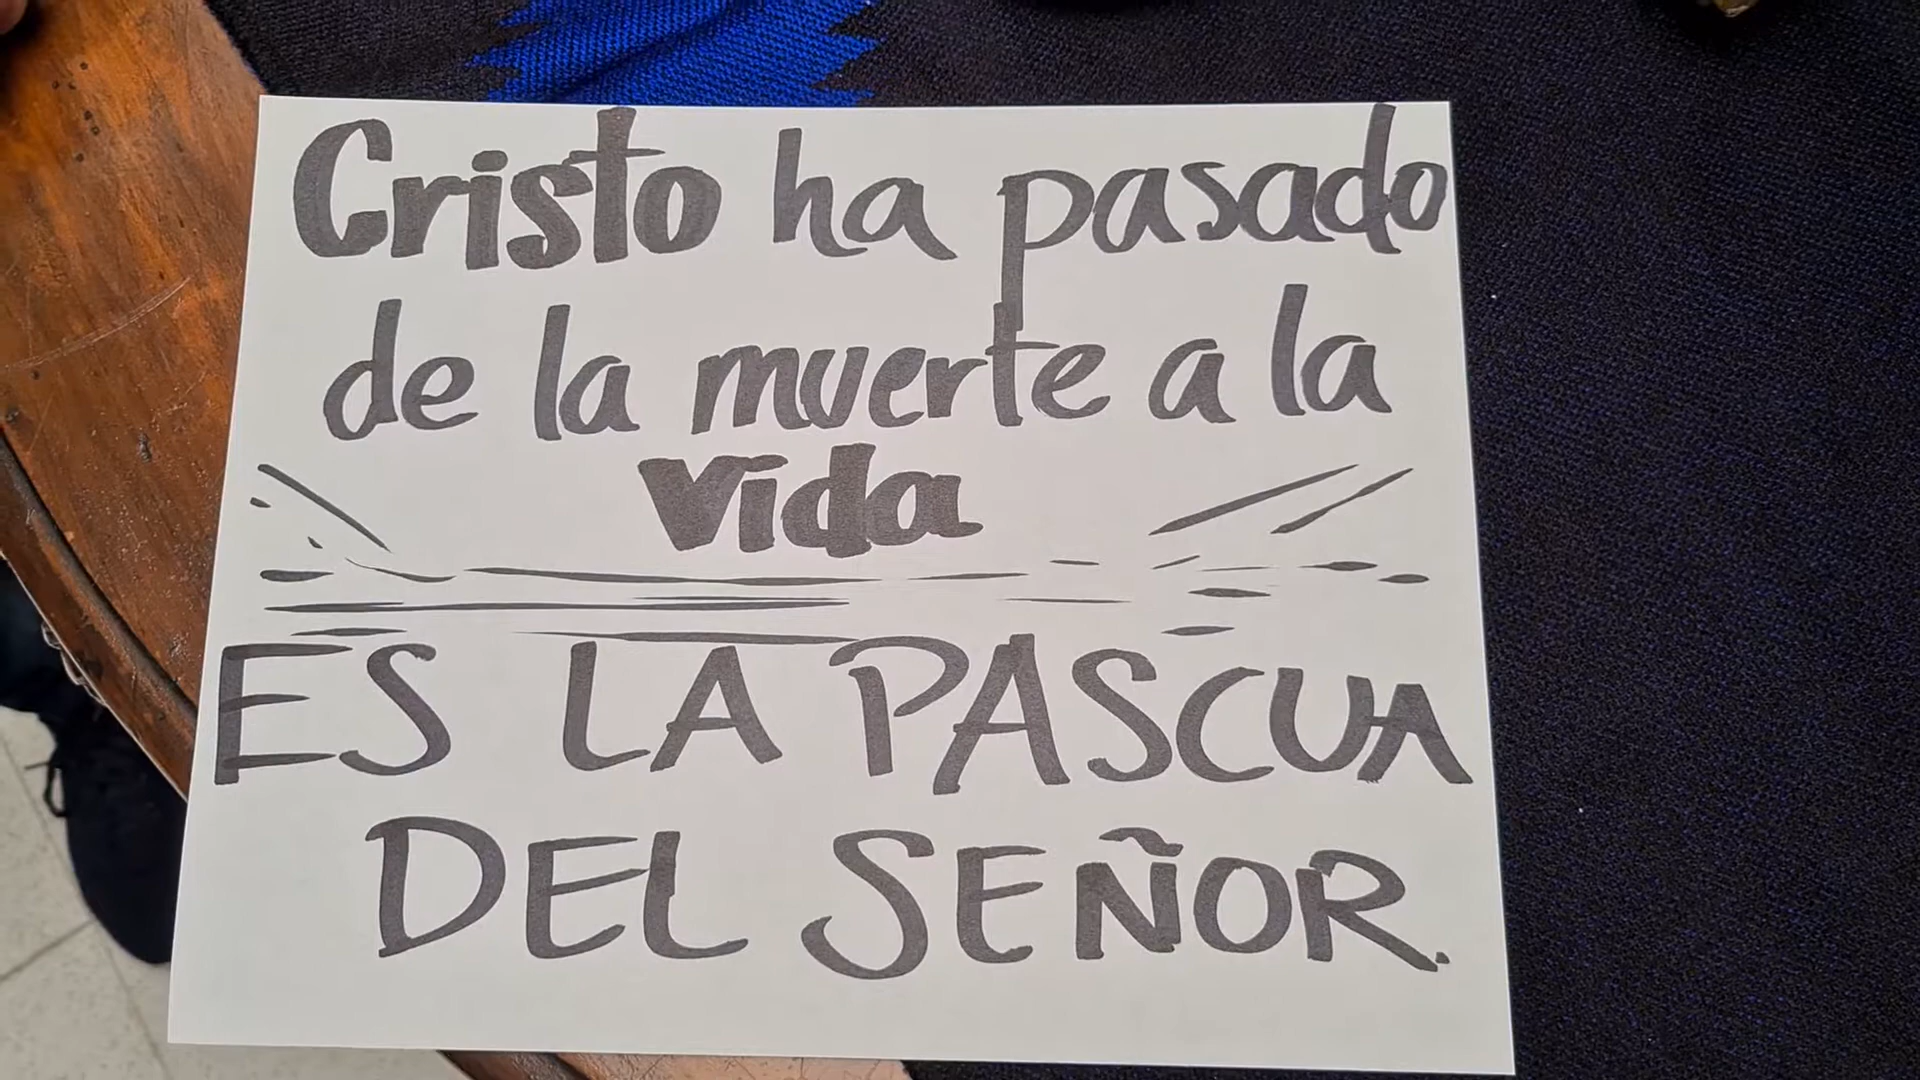 Cristo ha pasado
de la muerte a la
vida
ES LA PASCUA
DEL SEÑOR.